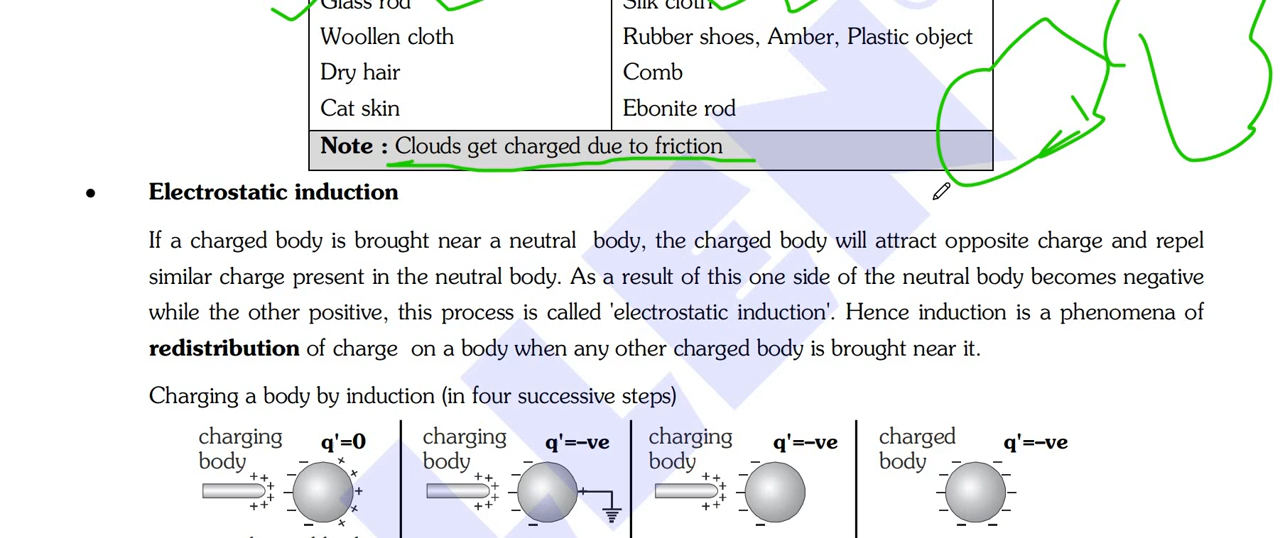 Glass rod Silk cloth
Woollen cloth Rubber shoes, Amber, Plastic object
Dry hair Comb
Cat skin Ebonite rod
Note : Clouds get charged due to friction
• Electrostatic induction
If a charged body is brought near a neutral body, the charged body will attract opposite charge and repel
similar charge present in the neutral body. As a result of this one side of the neutral body becomes negative
while the other positive, this process is called 'electrostatic induction'. Hence induction is a phenomena of
redistribution of charge on a body when any other charged body is brought near it.
Charging a body by induction (in four successive steps)
charging body q'=0
charging body q'=–ve
charging body q'=–ve
charged body q'=–ve